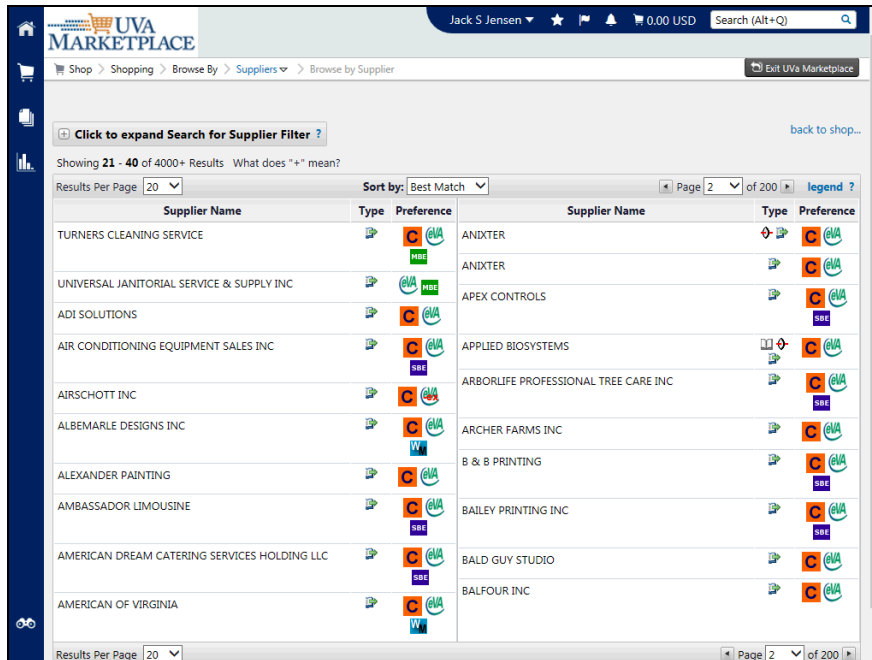 UVA
MARKETPLACE
Jack S Jensen
0.00 USD
Search (Alt+Q)
Shop > Shopping > Browse By > Suppliers > Browse by Supplier
Exit UVa Marketplace
back to shop...
Click to expand Search for Supplier Filter ?
Showing 21 - 40 of 4000+ Results What does "+" mean?
Results Per Page 20 Sort by: Best Match Page 2 of 200 legend ?
Supplier Name Type Preference
TURNERS CLEANING SERVICE C eVA MBE
UNIVERSAL JANITORIAL SERVICE & SUPPLY INC eVA MBE
ADI SOLUTIONS C eVA
AIR CONDITIONING EQUIPMENT SALES INC C eVA SBE
AIRSCHOTT INC C eVA
ALBEMARLE DESIGNS INC C eVA WM
ALEXANDER PAINTING C eVA
AMBASSADOR LIMOUSINE C eVA SBE
AMERICAN DREAM CATERING SERVICES HOLDING LLC C eVA SBE
AMERICAN OF VIRGINIA C eVA WM
Supplier Name Type Preference
ANIXTER C eVA
ANIXTER C eVA
APEX CONTROLS C eVA SBE
APPLIED BIOSYSTEMS C eVA
ARBORLIFE PROFESSIONAL TREE CARE INC C eVA SBE
ARCHER FARMS INC C eVA
B & B PRINTING C eVA SBE
BAILEY PRINTING INC C eVA SBE
BALD GUY STUDIO C eVA
BALFOUR INC C eVA
Results Per Page 20 Page 2 of 200